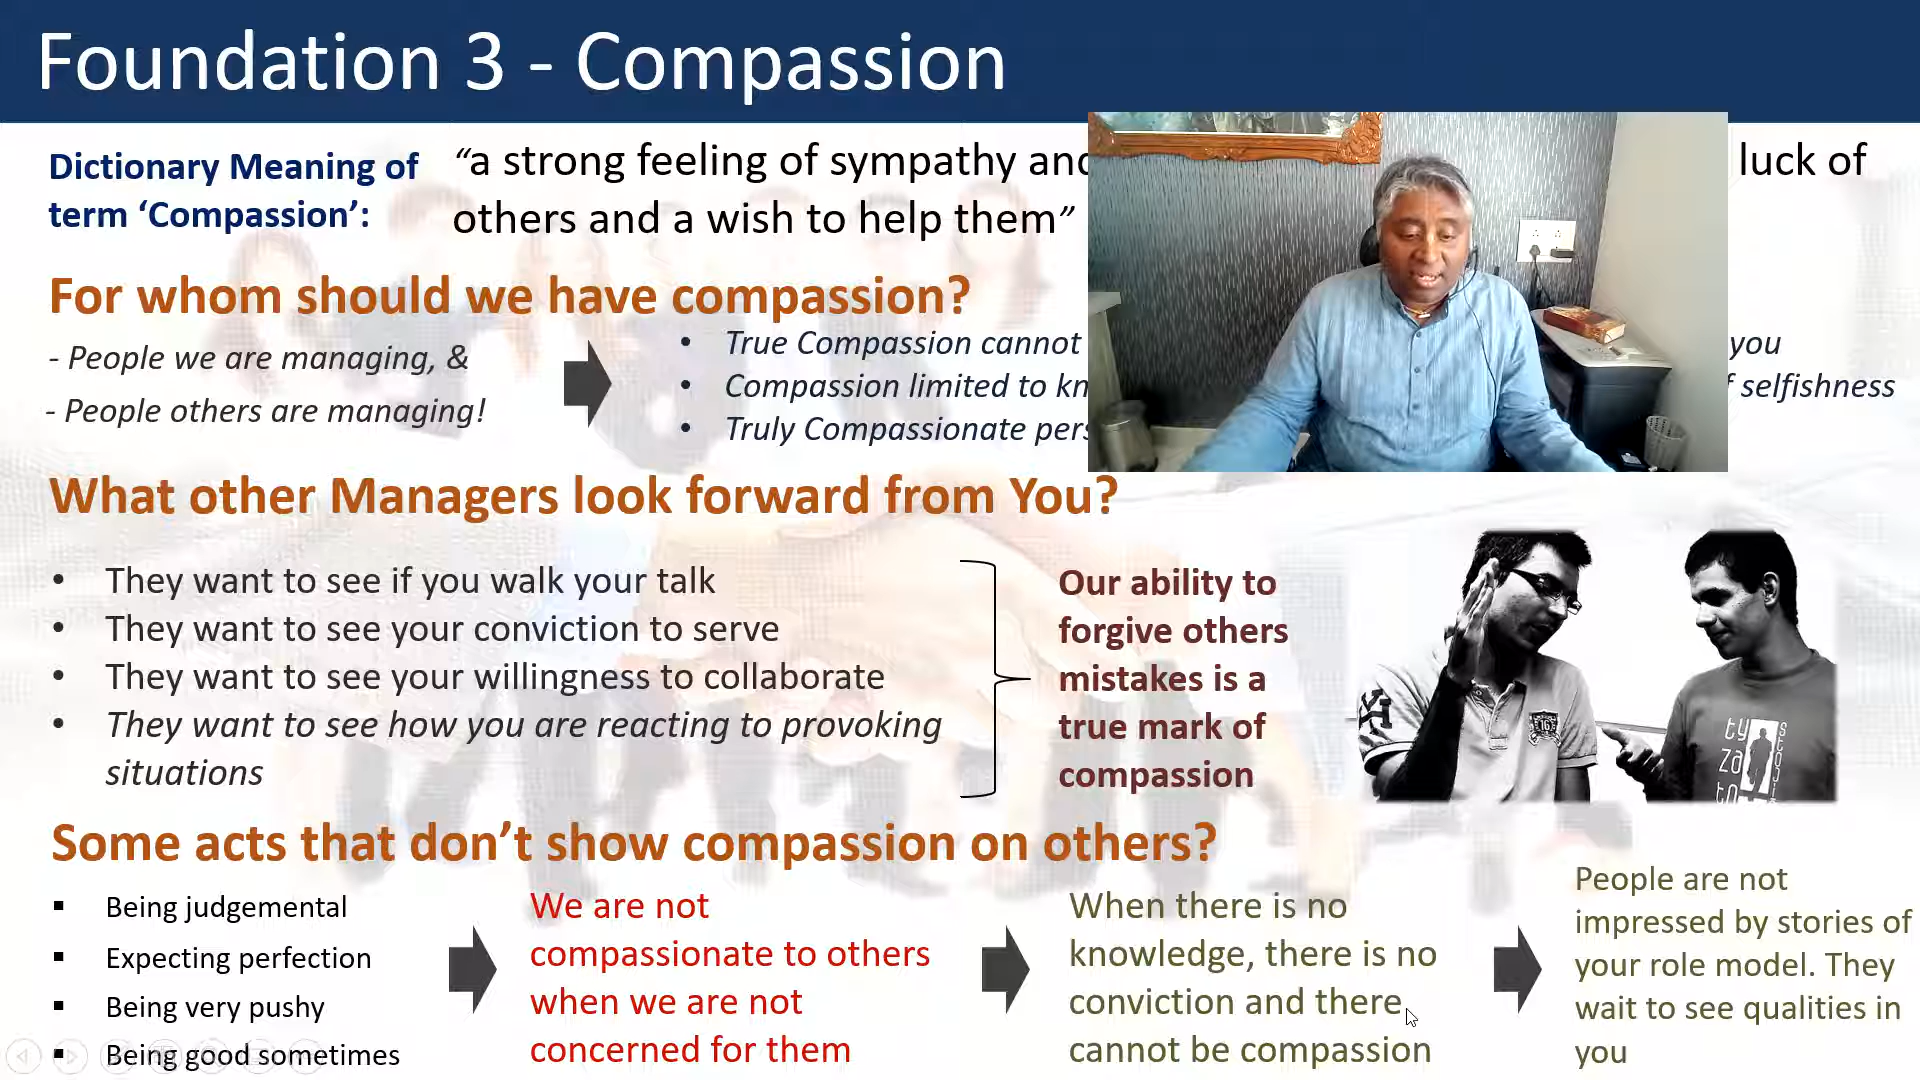 Foundation 3 - Compassion
Dictionary Meaning of
term ‘Compassion’:
“a strong feeling of sympathy and luck of
others and a wish to help them”
For whom should we have compassion?
- People we are managing, &
- People others are managing!
• True Compassion cannot you
• Compassion limited to selfishness
• Truly Compassionate
What other Managers look forward from You?
• They want to see if you walk your talk
• They want to see your conviction to serve
• They want to see your willingness to collaborate
• They want to see how you are reacting to provoking
situations
Our ability to
forgive others
mistakes is a
true mark of
compassion
Some acts that don’t show compassion on others?
▪ Being judgemental
▪ Expecting perfection
▪ Being very pushy
▪ Being good sometimes
We are not
compassionate to others
when we are not
concerned for them
When there is no
knowledge, there is no
conviction and there
cannot be compassion
People are not
impressed by stories of
your role model. They
wait to see qualities in
you